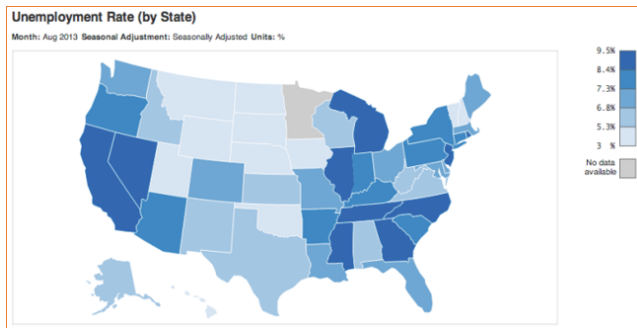 Unemployment Rate (by State)
Month: Aug 2013 Seasonal Adjustment: Seasonally Adjusted Units: %
9.5%
8.4%
7.3%
6.8%
5.3%
3 %
No data
available